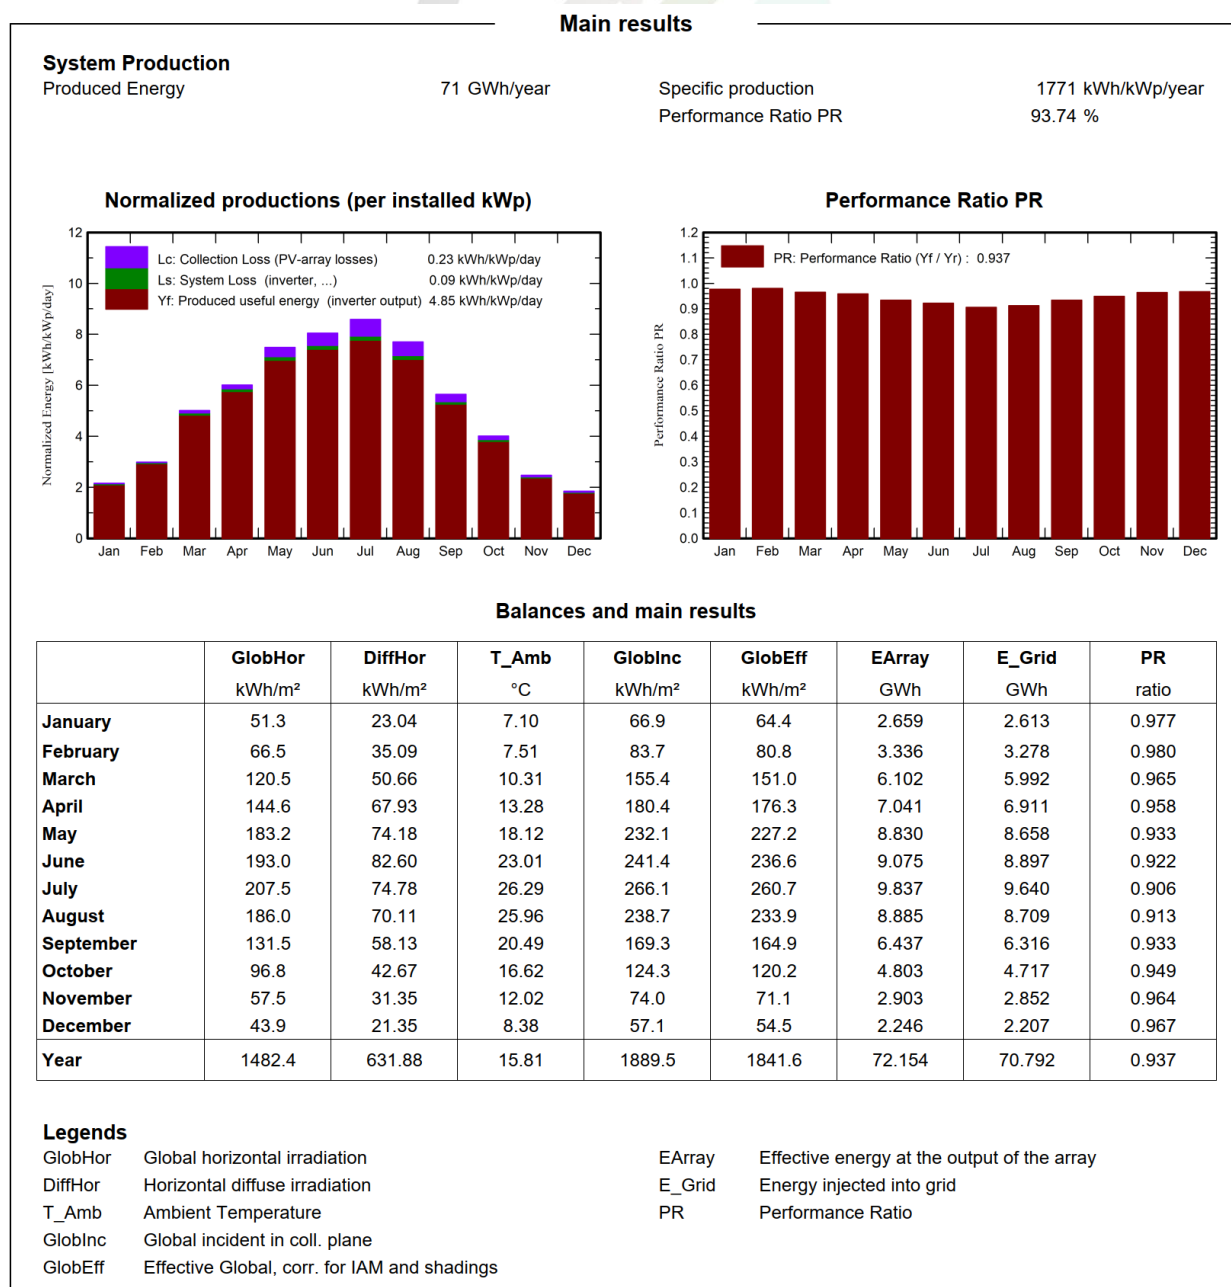 Main results
System Production
Produced Energy 71 GWh/year Specific production 1771 kWh/kWp/year
Performance Ratio PR 93.74 %
Normalized productions (per installed kWp)
12
10
8
6
4
2
0
Normalized Energy [kWh/kWp/day]
Lc: Collection Loss (PV-array losses) 0.23 kWh/kWp/day
Ls: System Loss (inverter, ...) 0.09 kWh/kWp/day
Yf: Produced useful energy (inverter output) 4.85 kWh/kWp/day
Jan Feb Mar Apr May Jun Jul Aug Sep Oct Nov Dec
Performance Ratio PR
1.2
1.1
1.0
0.9
0.8
0.7
0.6
0.5
0.4
0.3
0.2
0.1
0.0
Performance Ratio PR
PR: Performance Ratio (Yf / Yr) : 0.937
Jan Feb Mar Apr May Jun Jul Aug Sep Oct Nov Dec
Balances and main results
GlobHor DiffHor T_Amb GlobInc GlobEff EArray E_Grid PR
kWh/m² kWh/m² °C kWh/m² kWh/m² GWh GWh ratio
January 51.3 23.04 7.10 66.9 64.4 2.659 2.613 0.977
February 66.5 35.09 7.51 83.7 80.8 3.336 3.278 0.980
March 120.5 50.66 10.31 155.4 151.0 6.102 5.992 0.965
April 144.6 67.93 13.28 180.4 176.3 7.041 6.911 0.958
May 183.2 74.18 18.12 232.1 227.2 8.830 8.658 0.933
June 193.0 82.60 23.01 241.4 236.6 9.075 8.897 0.922
July 207.5 74.78 26.29 266.1 260.7 9.837 9.640 0.906
August 186.0 70.11 25.96 238.7 233.9 8.885 8.709 0.913
September 131.5 58.13 20.49 169.3 164.9 6.437 6.316 0.933
October 96.8 42.67 16.62 124.3 120.2 4.803 4.717 0.949
November 57.5 31.35 12.02 74.0 71.1 2.903 2.852 0.964
December 43.9 21.35 8.38 57.1 54.5 2.246 2.207 0.967
Year 1482.4 631.88 15.81 1889.5 1841.6 72.154 70.792 0.937
Legends
GlobHor Global horizontal irradiation
DiffHor Horizontal diffuse irradiation
T_Amb Ambient Temperature
GlobInc Global incident in coll. plane
GlobEff Effective Global, corr. for IAM and shadings
EArray Effective energy at the output of the array
E_Grid Energy injected into grid
PR Performance Ratio